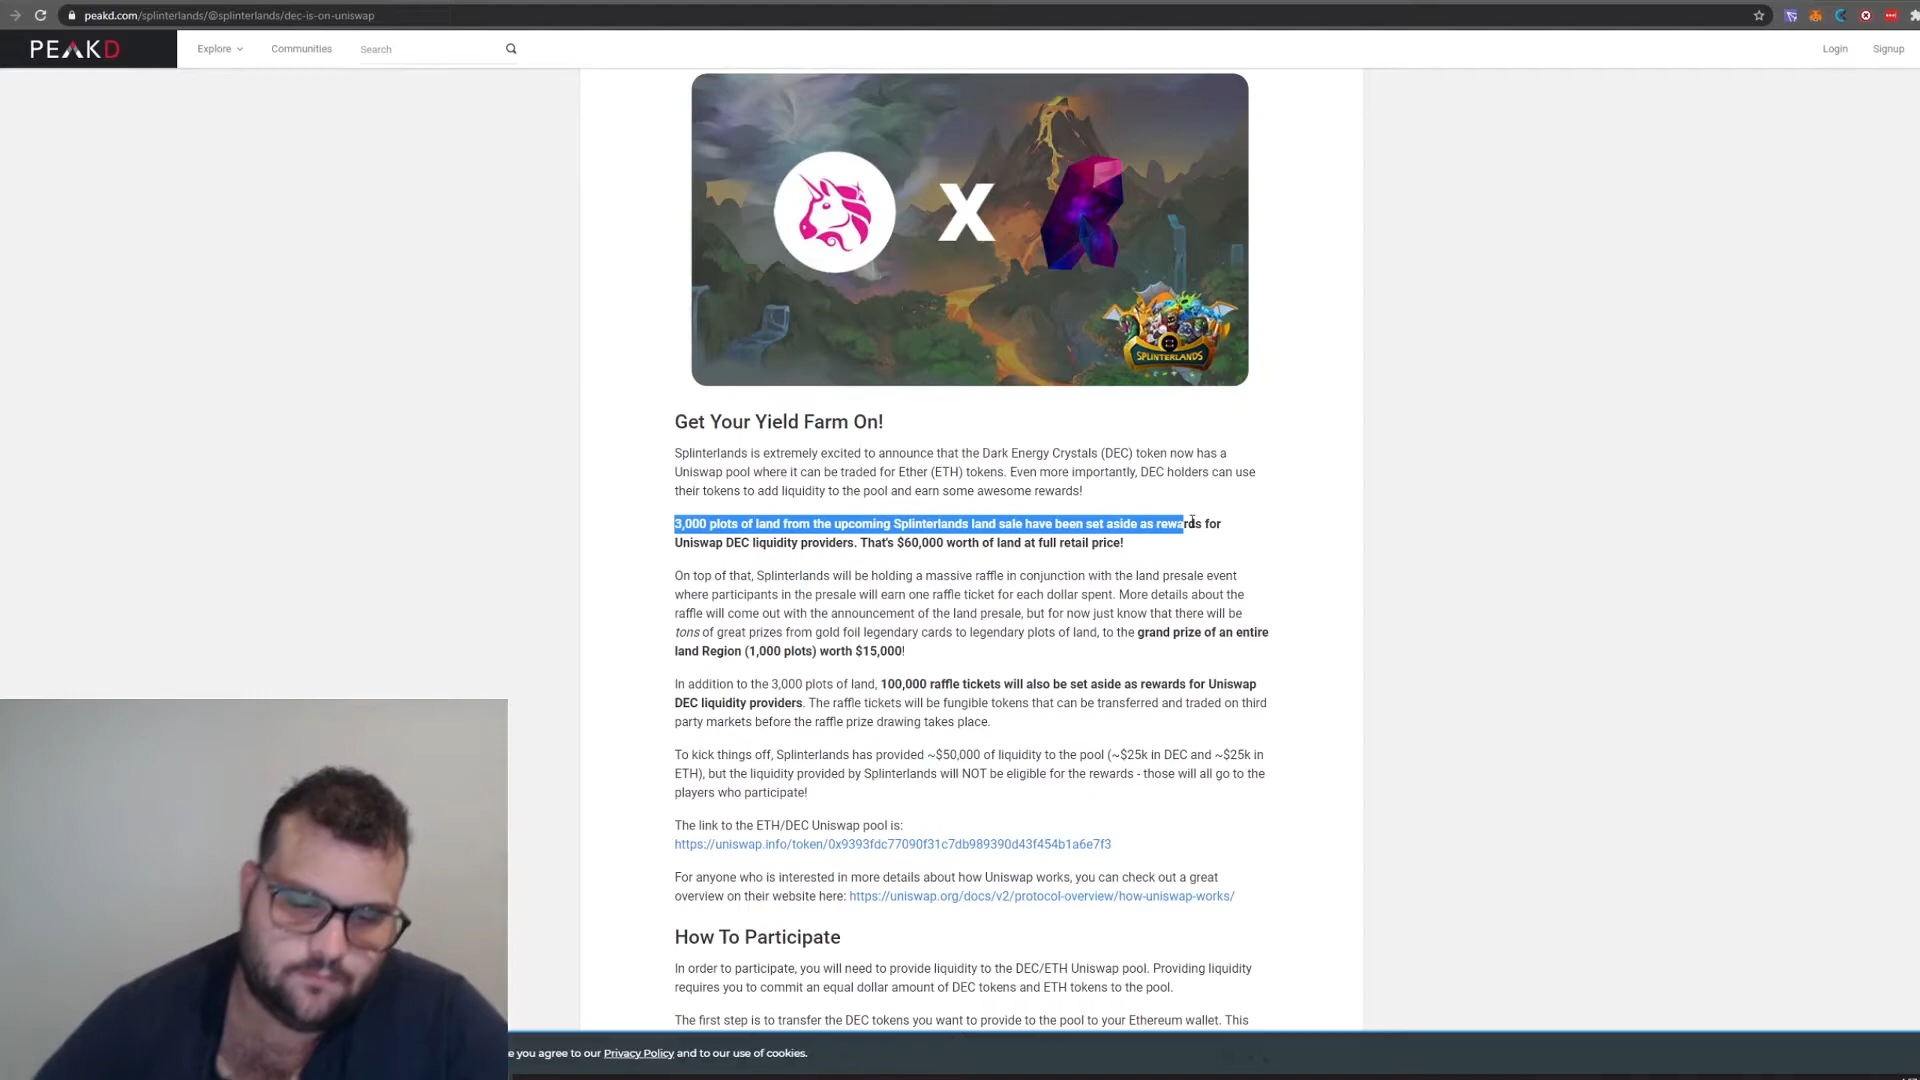 peakd.com/splinterlands/@splinterlands/dec-is-on-uniswap
PEAKD
Explore
Communities
Search
Login
Signup
X
SPLINTERLANDS
Get Your Yield Farm On!
Splinterlands is extremely excited to announce that the Dark Energy Crystals (DEC) token now has a
Uniswap pool where it can be traded for Ether (ETH) tokens. Even more importantly, DEC holders can use
their tokens to add liquidity to the pool and earn some awesome rewards!
3,000 plots of land from the upcoming Splinterlands land sale have been set aside as rewards for
Uniswap DEC liquidity providers. That's $60,000 worth of land at full retail price!
On top of that, Splinterlands will be holding a massive raffle in conjunction with the land presale event
where participants in the presale will earn one raffle ticket for each dollar spent. More details about the
raffle will come out with the announcement of the land presale, but for now just know that there will be
tons of great prizes from gold foil legendary cards to legendary plots of land, to the grand prize of an entire
land Region (1,000 plots) worth $15,000!
In addition to the 3,000 plots of land, 100,000 raffle tickets will also be set aside as rewards for Uniswap
DEC liquidity providers. The raffle tickets will be fungible tokens that can be transferred and traded on third
party markets before the raffle prize drawing takes place.
To kick things off, Splinterlands has provided ~$50,000 of liquidity to the pool (~$25k in DEC and ~$25k in
ETH), but the liquidity provided by Splinterlands will NOT be eligible for the rewards - those will all go to the
players who participate!
The link to the ETH/DEC Uniswap pool is:
https://uniswap.info/token/0x9393fdc77090f31c7db989390d43f454b1a6e7f3
For anyone who is interested in more details about how Uniswap works, you can check out a great
overview on their website here: https://uniswap.org/docs/v2/protocol-overview/how-uniswap-works/
How To Participate
In order to participate, you will need to provide liquidity to the DEC/ETH Uniswap pool. Providing liquidity
requires you to commit an equal dollar amount of DEC tokens and ETH tokens to the pool.
The first step is to transfer the DEC tokens you want to provide to the pool to your Ethereum wallet. This
e you agree to our Privacy Policy and to our use of cookies.